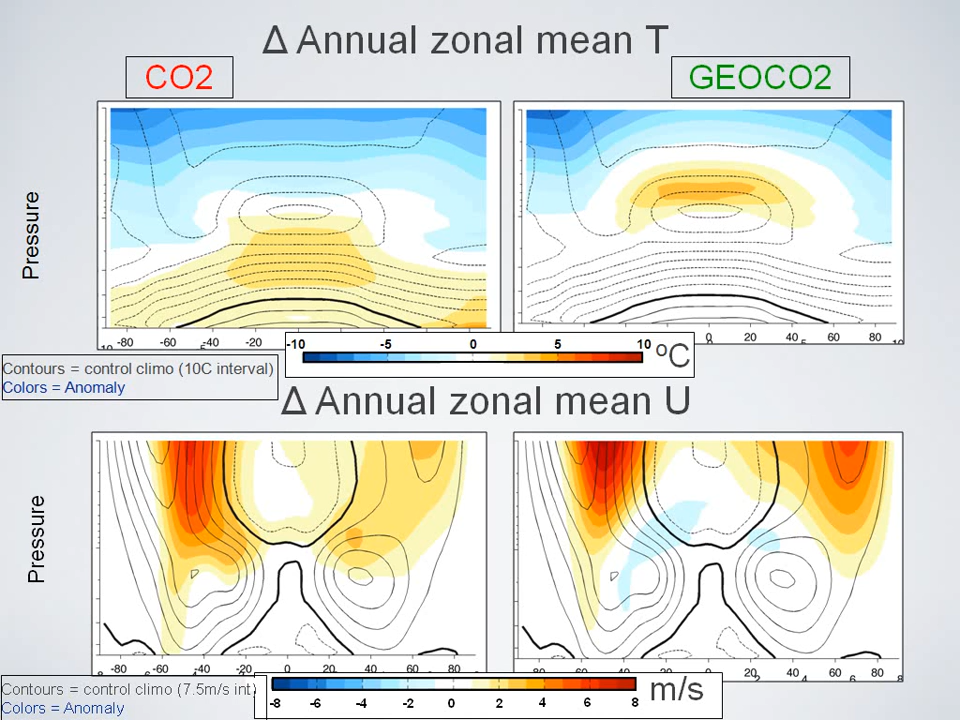 Δ Annual zonal mean T
CO2
GEOCO2
Pressure
-80 -60 -40 -20
0 20 40 60 80
-10 -5 0 5 10 °C
Contours = control climo (10C interval)
Colors = Anomaly
Δ Annual zonal mean U
Pressure
-80 -60 -40 -20 0 20 40 60 80
-80 -60 -40 -20 0 20 40 60 80
Contours = control climo (7.5m/s int)
Colors = Anomaly
-8 -6 -4 -2 0 2 4 6 8 m/s